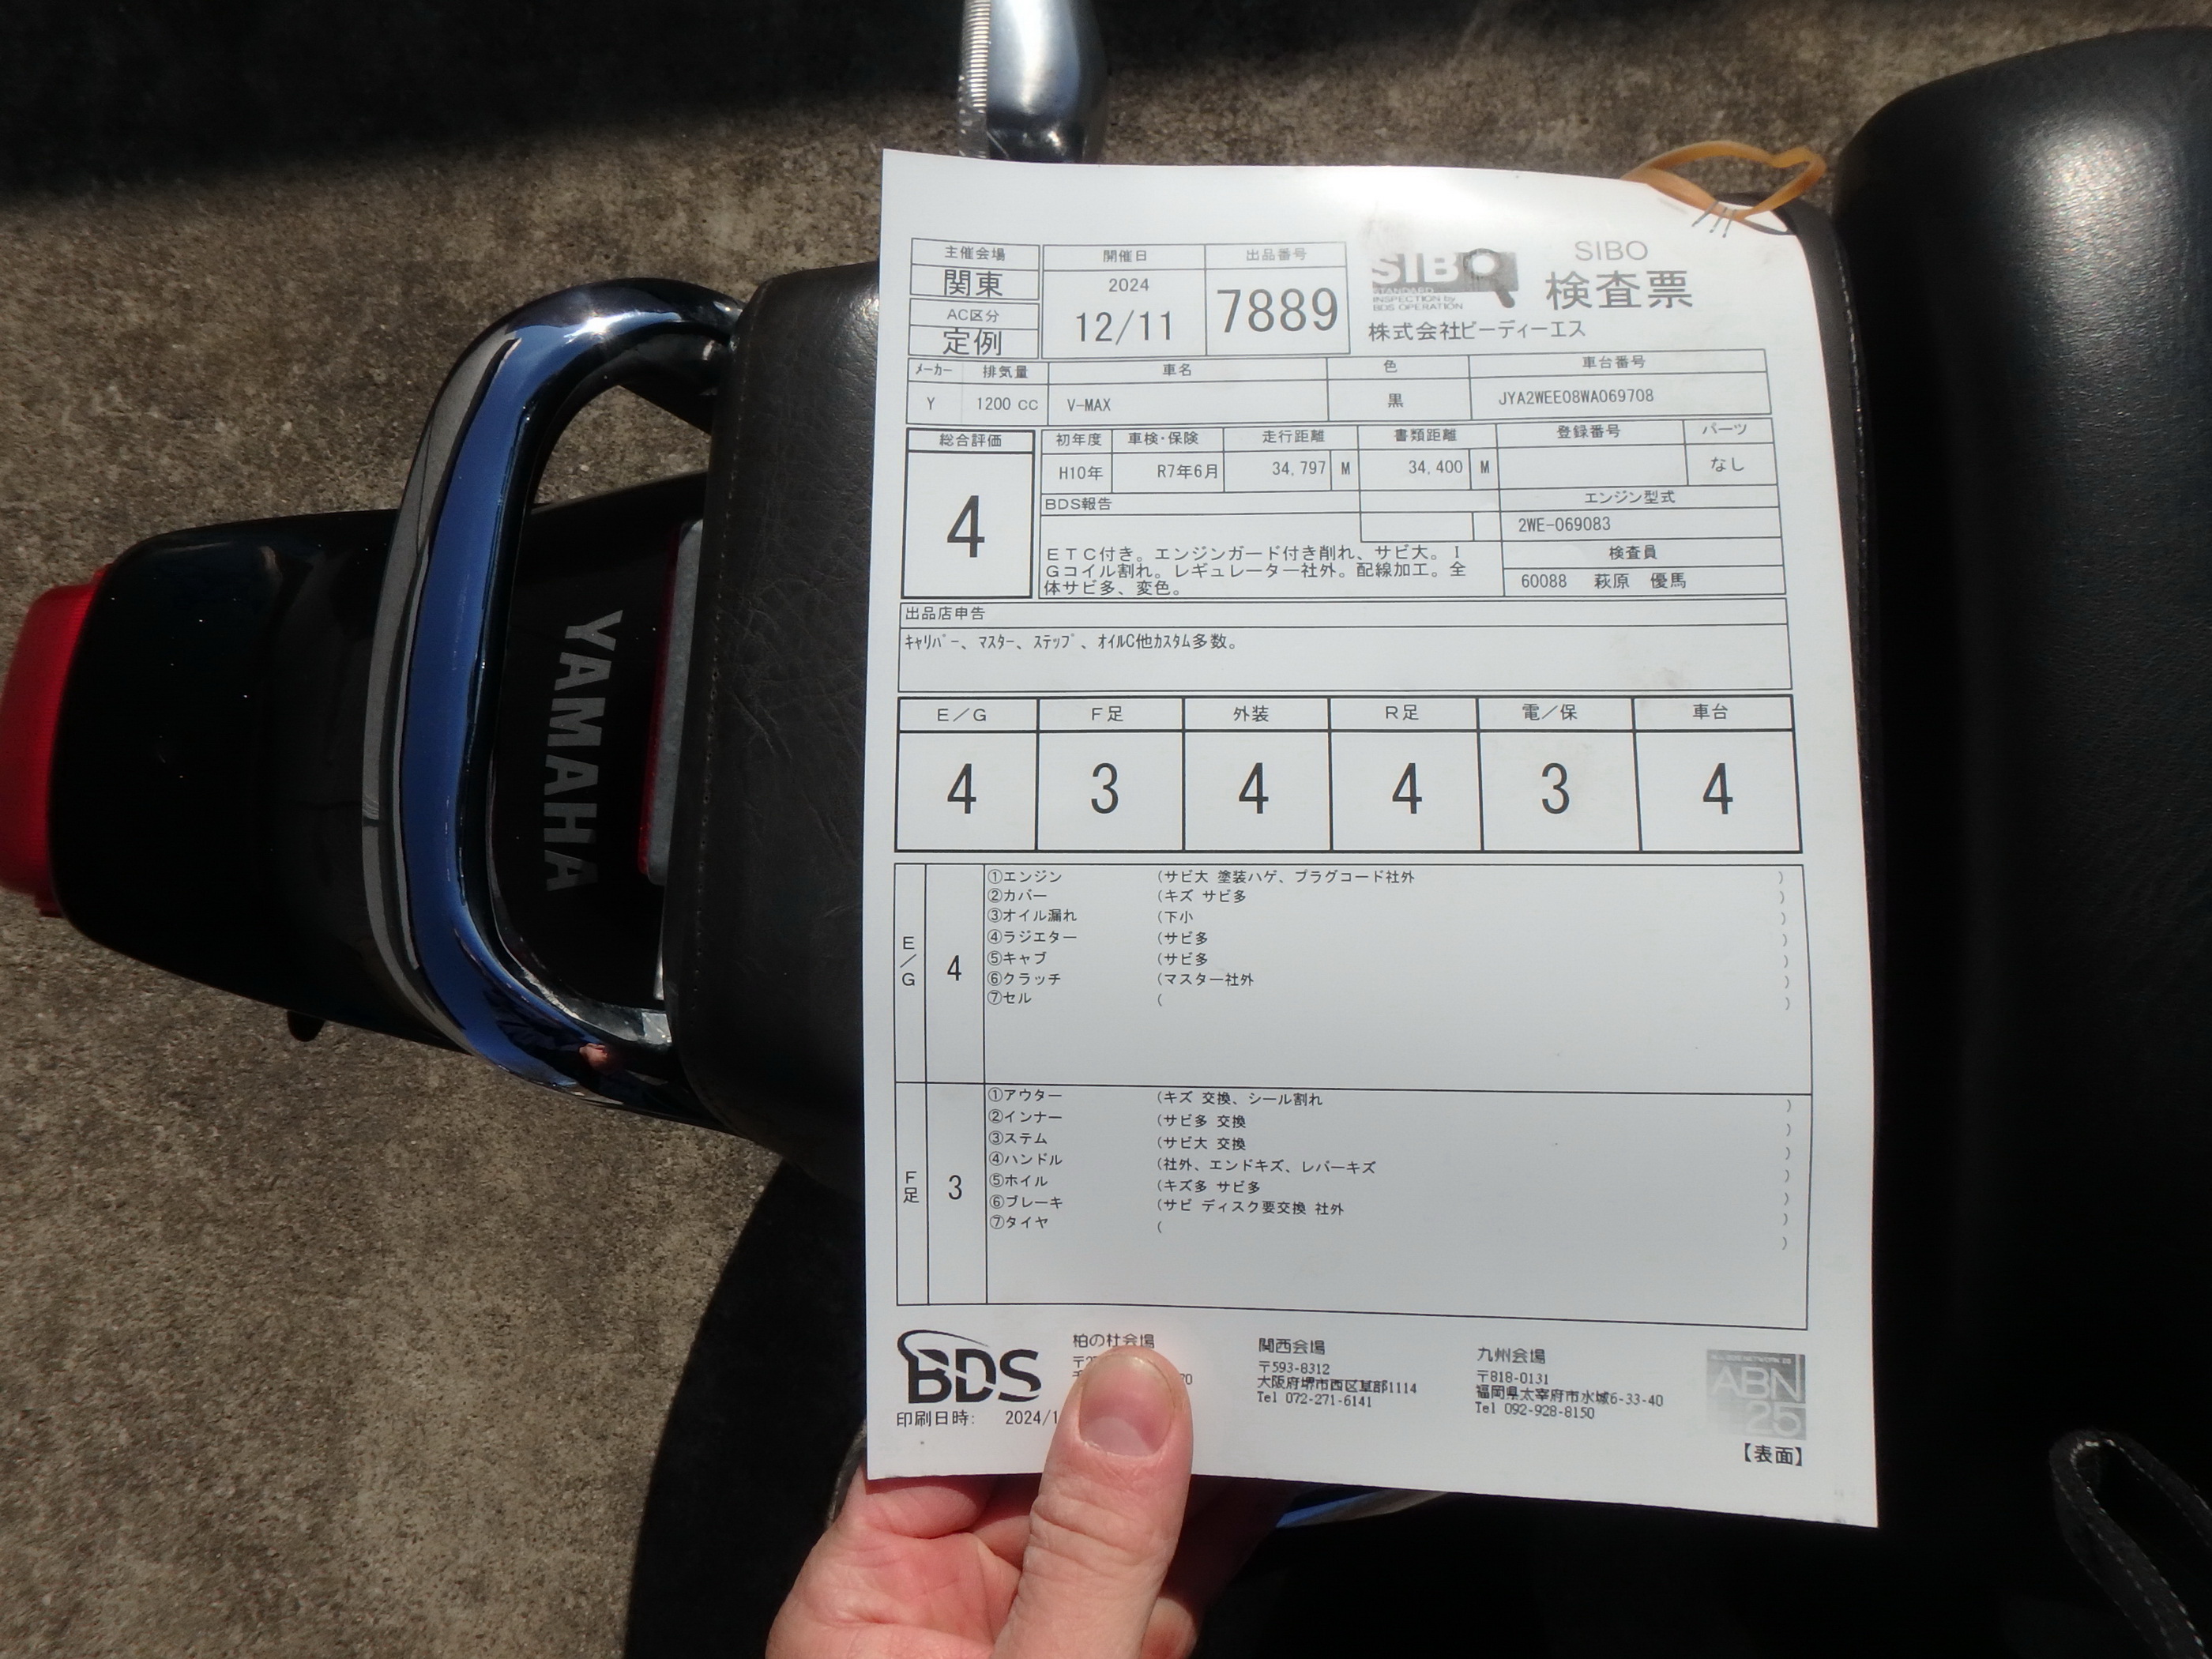 主催会場
関東
AC区分
定例
開催日
2024
12/11
出品番号
7889
SIBO
STANDARD
INSPECTION by
BDS OPERATION
SIBO
検査票
株式会社ビーディーエス
メーカー 排気量 車名 色 車台番号
Y 1200 CC V-MAX 黒 JYA2WEE08WA069708
総合評価
4
初年度 車検・保険 走行距離 書類距離 登録番号 パーツ
H10年 R7年6月 34,797 M 34,400 M なし
BDS報告
ETC付き。エンジンガード付き削れ、サビ大。I
Gコイル割れ。レギュレーター社外。配線加工。全
体サビ多、変色。
エンジン型式
2WE-069083
検査員
60088 萩原 優馬
出品店申告
ｷｬﾘﾊﾟｰ、ﾏｽﾀｰ、ｽﾃｯﾌﾟ、ｵｲﾙC他ｶｽﾀﾑ多数。
E／G F足 外装 R足 電／保 車台
4 3 4 4 3 4
E／G 4
①エンジン (サビ大 塗装ハゲ、プラグコード社外 )
②カバー (キズ サビ多 )
③オイル漏れ (下小 )
④ラジエター (サビ多 )
⑤キャブ (サビ多 )
⑥クラッチ (マスター社外 )
⑦セル ( )
F足 3
①アウター (キズ 交換、シール割れ )
②インナー (サビ多 交換 )
③ステム (サビ大 交換 )
④ハンドル (社外、エンドキズ、レバーキズ )
⑤ホイル (キズ多 サビ多 )
⑥ブレーキ (サビ ディスク要交換 社外 )
⑦タイヤ ( )
BDS
印刷日時: 2024/1
柏の杜会場
関西会場
〒593-8312
大阪府堺市西区草部1114
Tel 072-271-6141
九州会場
〒818-0131
福岡県太宰府市水城6-33-40
Tel 092-928-8150
ABN
25
【表面】
YAMAHA